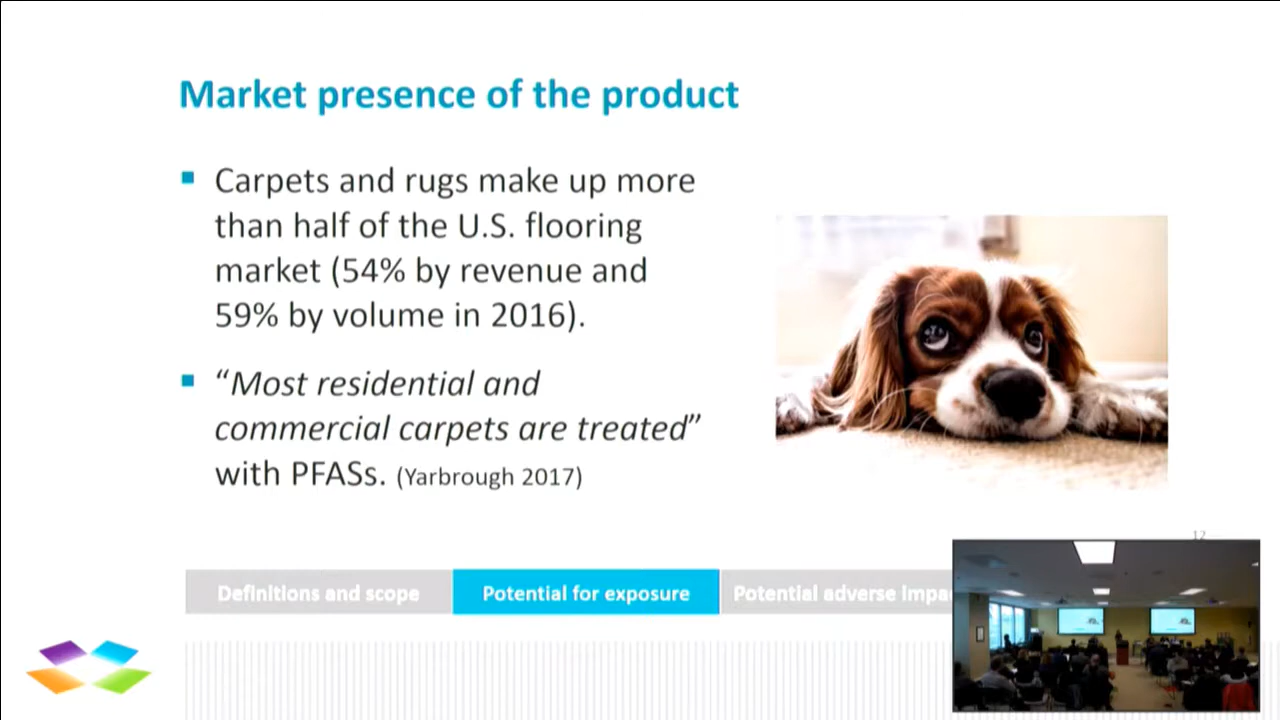 Market presence of the product
Carpets and rugs make up more
than half of the U.S. flooring
market (54% by revenue and
59% by volume in 2016).
“Most residential and
commercial carpets are treated”
with PFASs. (Yarbrough 2017)
12
Definitions and scope
Potential for exposure
Potential adverse